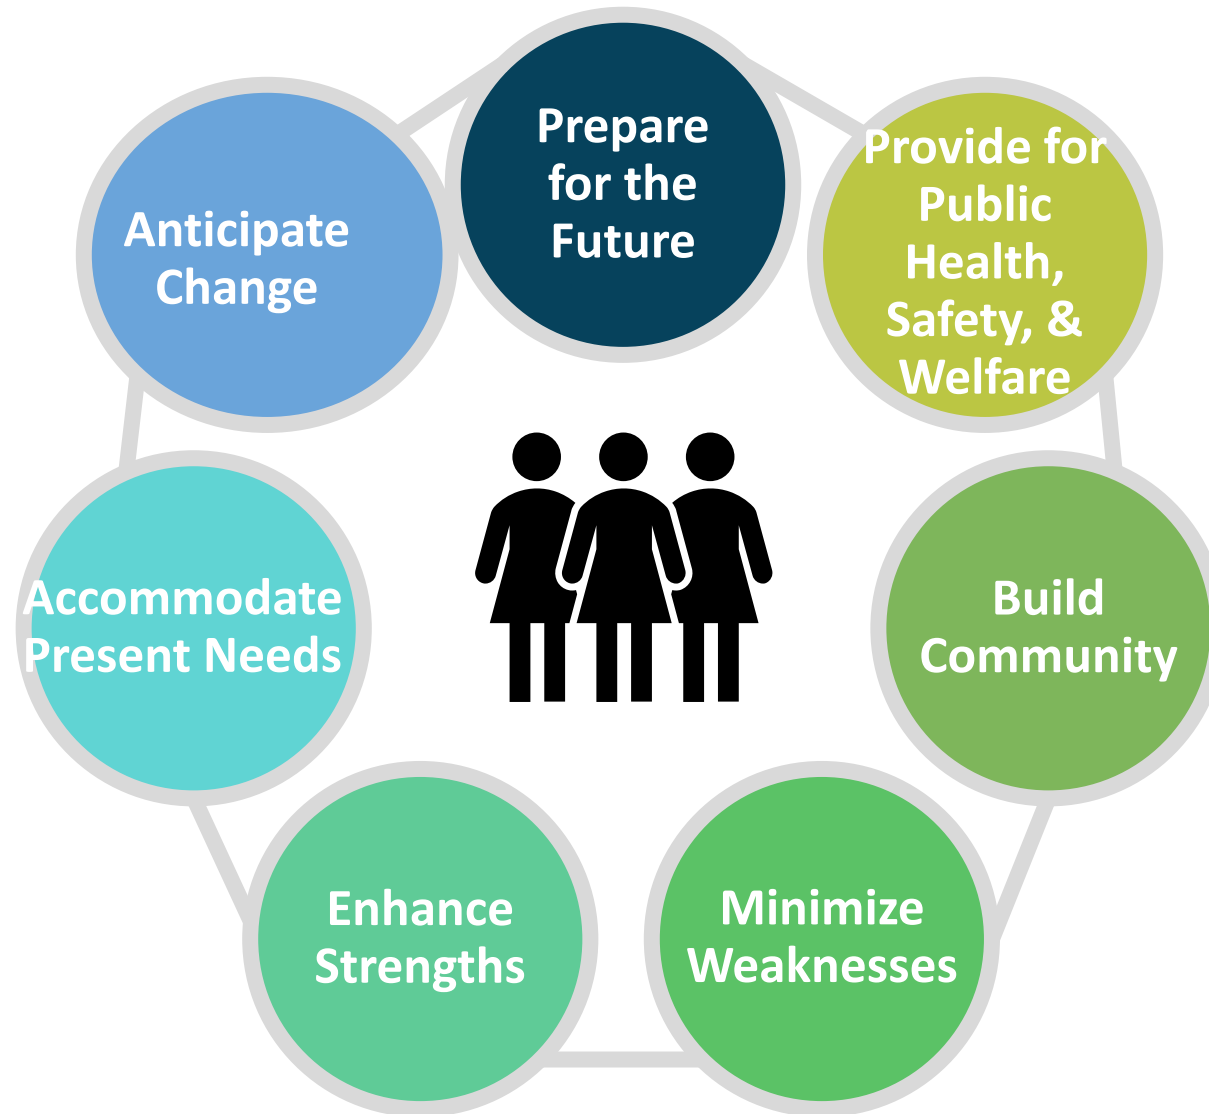 Prepare
for the
Future
Provide for
Public
Health,
Safety, &
Welfare
Build
Community
Minimize
Weaknesses
Enhance
Strengths
Accommodate
Present Needs
Anticipate
Change